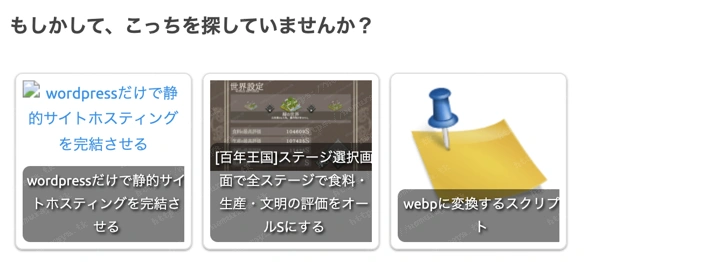 もしかして、こっちを探していませんか？
wordpressだけで静
的サイトホスティング
を完結させる
wordpressだけで静的サイ
トホスティングを完結さ
せる
世界設定
[百年王国]ステージ選択画
面で全ステージで食料・
生産・文明の評価をオー
ルSにする
webpに変換するスクリプ
ト